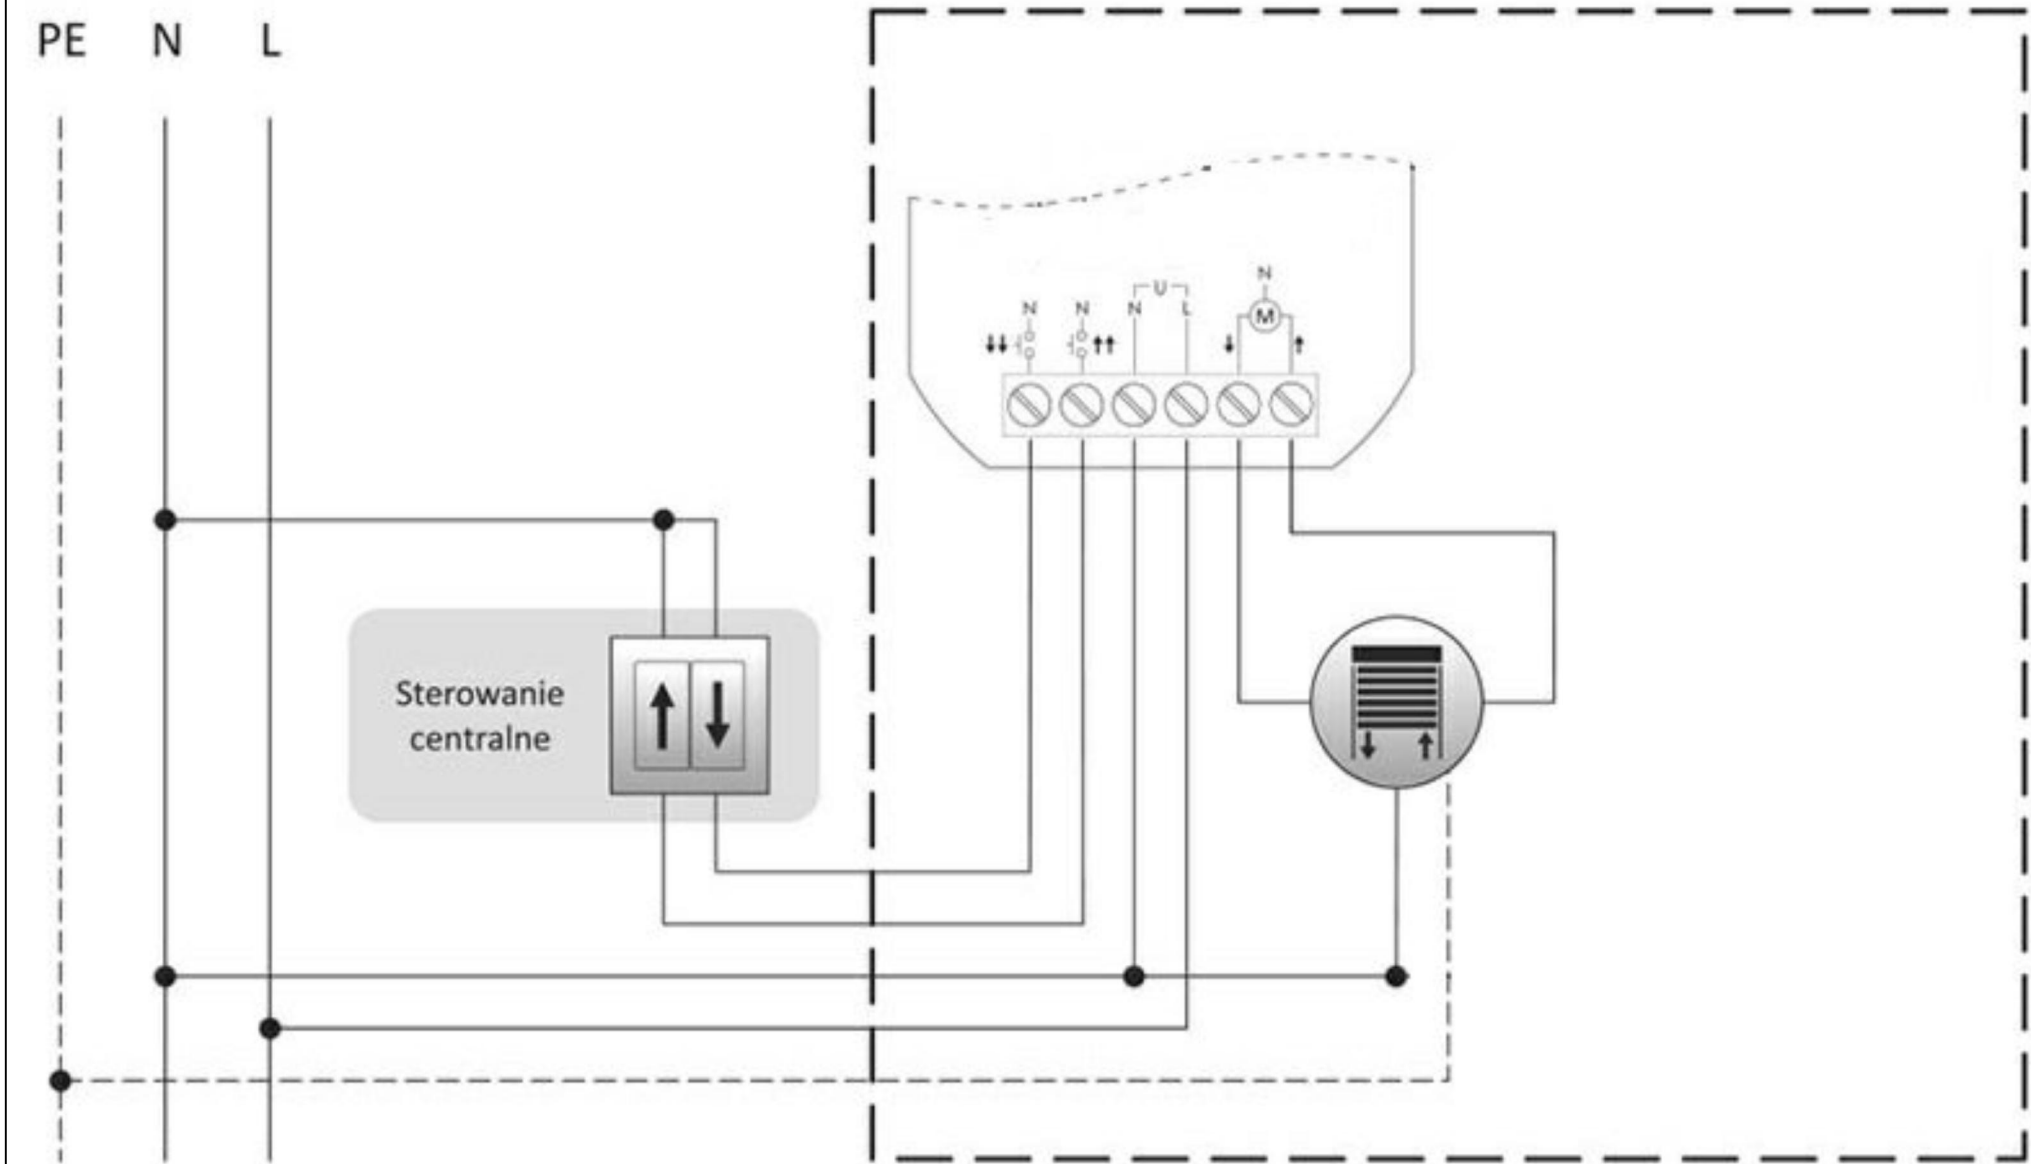 PE N L
N
U
N N N L
M
Sterowanie
centralne